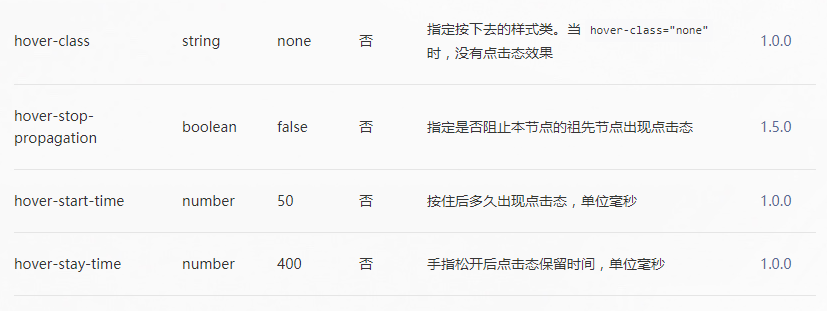 hover-class string none 否 指定按下去的样式类。当 hover-class="none" 时，没有点击态效果 1.0.0
hover-stop-propagation boolean false 否 指定是否阻止本节点的祖先节点出现点击态 1.5.0
hover-start-time number 50 否 按住后多久出现点击态，单位毫秒 1.0.0
hover-stay-time number 400 否 手指松开后点击态保留时间，单位毫秒 1.0.0